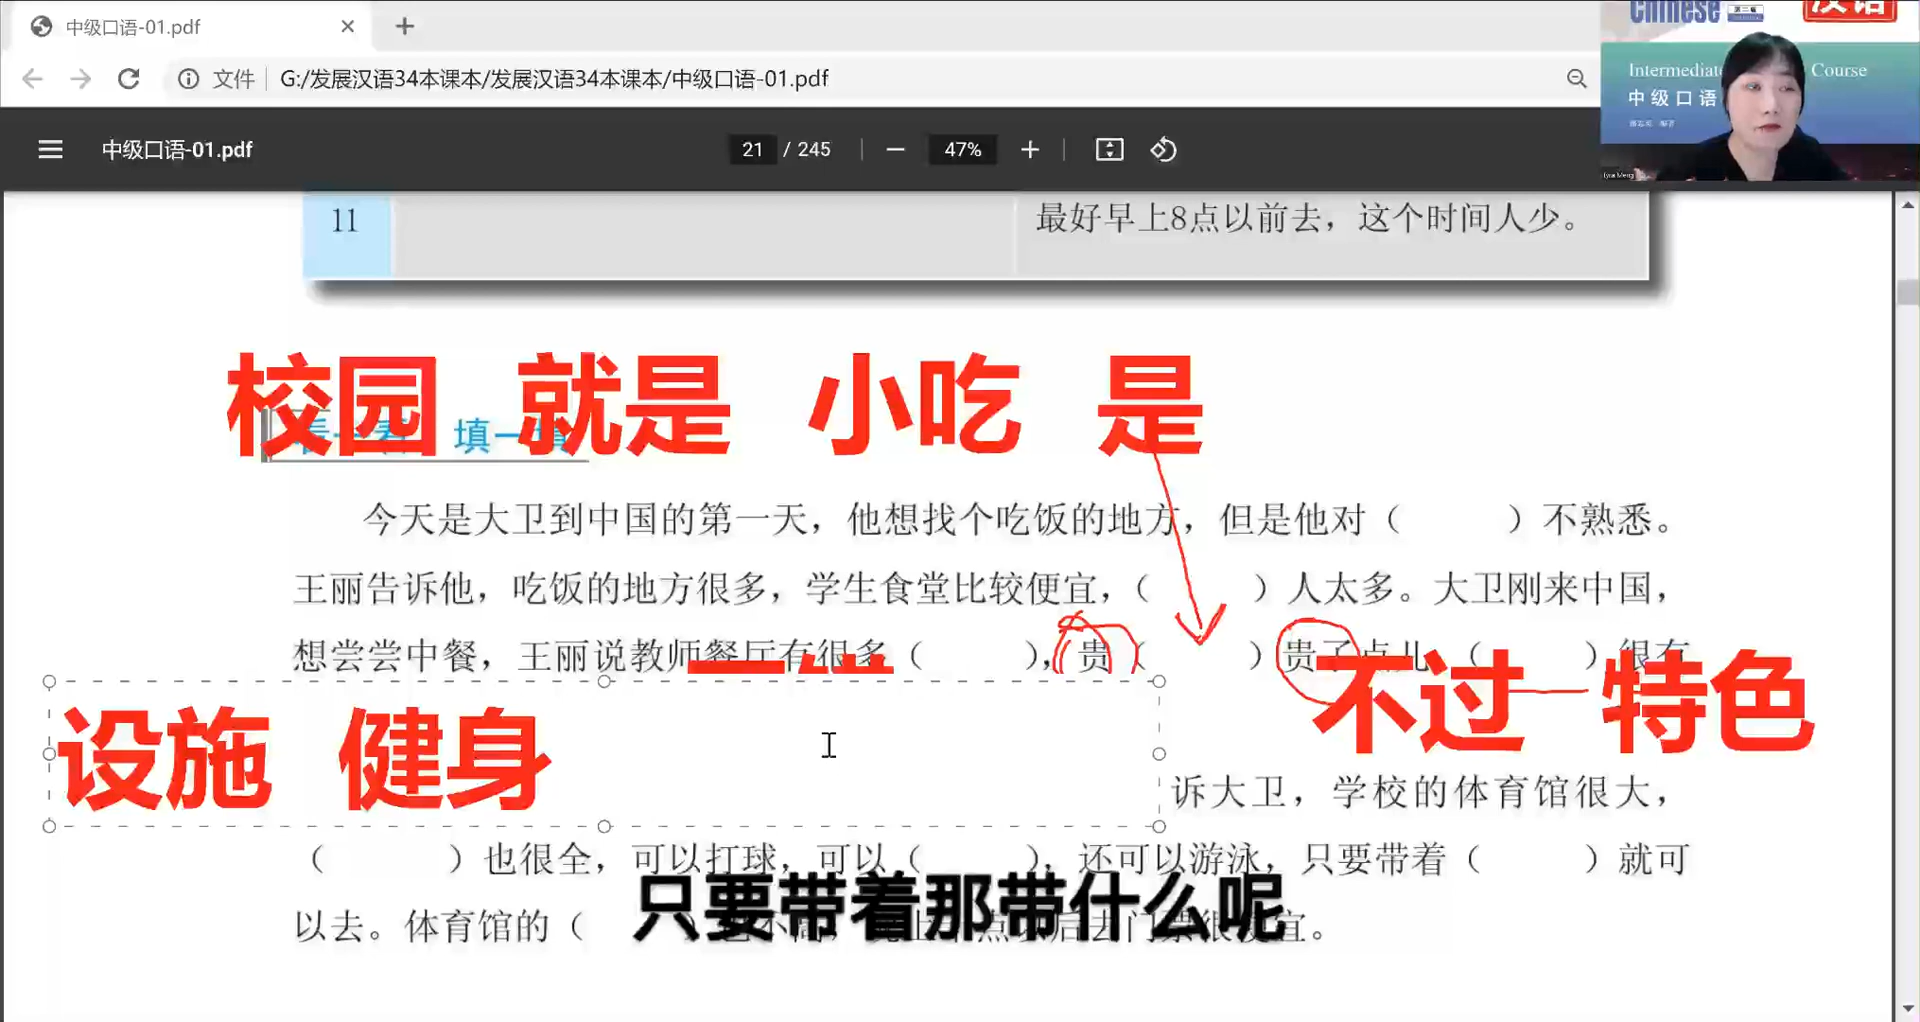 中级口语-01.pdf
文件 G:/发展汉语34本课本/发展汉语34本课本/中级口语-01.pdf
Chinese 第二版 汉语
Intermediate Course
中级口语
中级口语-01.pdf 21 / 245 47%
11 最好早上8点以前去，这个时间人少。
校园 就是 小吃 是
填一
今天是大卫到中国的第一天，他想找个吃饭的地方，但是他对（ ）不熟悉。
王丽告诉他，吃饭的地方很多，学生食堂比较便宜，（ ）人太多。大卫刚来中国，
想尝尝中餐，王丽说教师餐厅有很多（ ），贵（ ）贵了点儿，（ ）很有
不过 特色
设施 健身
诉大卫，学校的体育馆很大，
（ ）也很全，可以打球，可以（ ），还可以游泳，只要带着（ ）就可
只要带着那带什么呢
以去。体育馆的（ 宜。